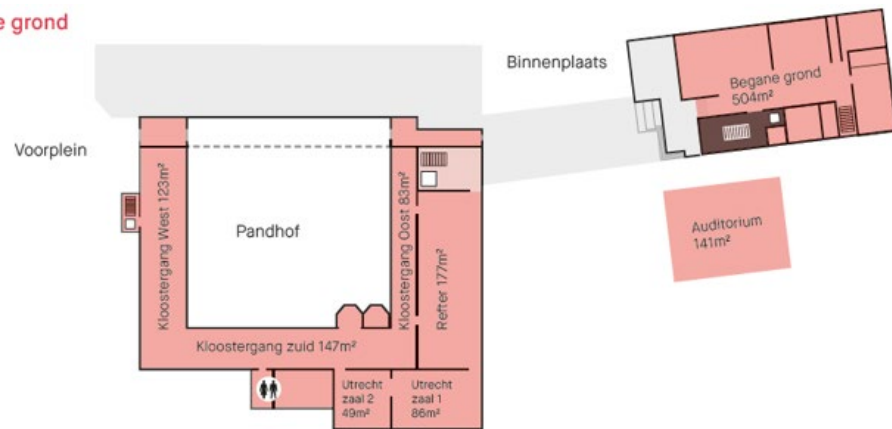 grond
Binnenplaats
Begane grond
504m²
Voorplein
Auditorium
141m²
Kloostergang West 123m²
Pandhof
Kloostergang Oost 83m²
Refter 177m²
Kloostergang zuid 147m²
Utrecht
zaal 2
49m²
Utrecht
zaal 1
86m²